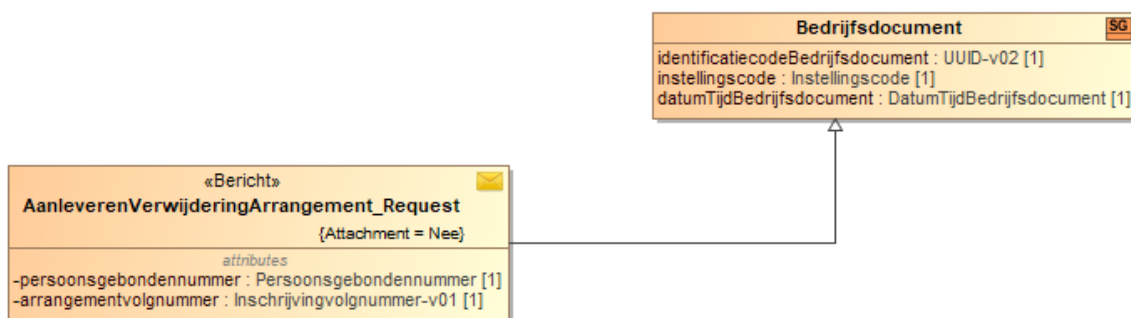 Bedrijfsdocument
SG
identificatiecodeBedrijfsdocument : UUID-v02 [1]
instellingscode : Instellingscode [1]
datumTijdBedrijfsdocument : DatumTijdBedrijfsdocument [1]
«Bericht»
AanleverenVerwijderingArrangement_Request
{Attachment = Nee}
attributes
-persoonsgebondennummer : Persoonsgebondennummer [1]
-arrangementvolgnummer : Inschrijvingvolgnummer-v01 [1]